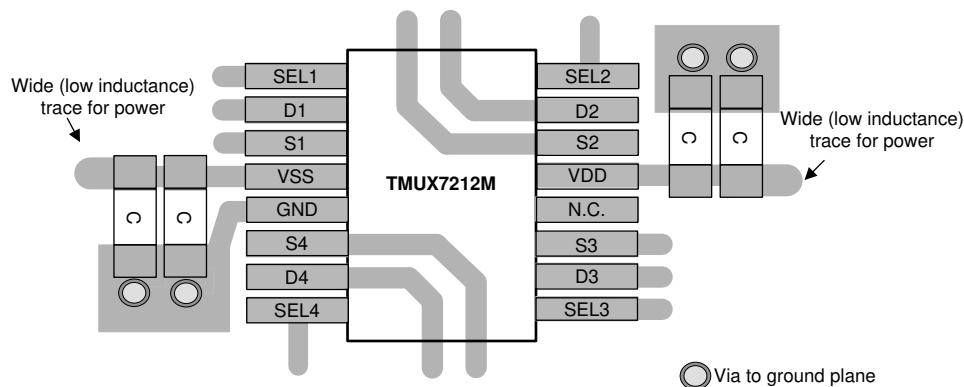 Wide (low inductance)
trace for power
SEL1
D1
S1
VSS
GND
S4
D4
SEL4
C
C
TMUX7212M
SEL2
D2
S2
VDD
N.C.
S3
D3
SEL3
C
C
Wide (low inductance)
trace for power
Via to ground plane